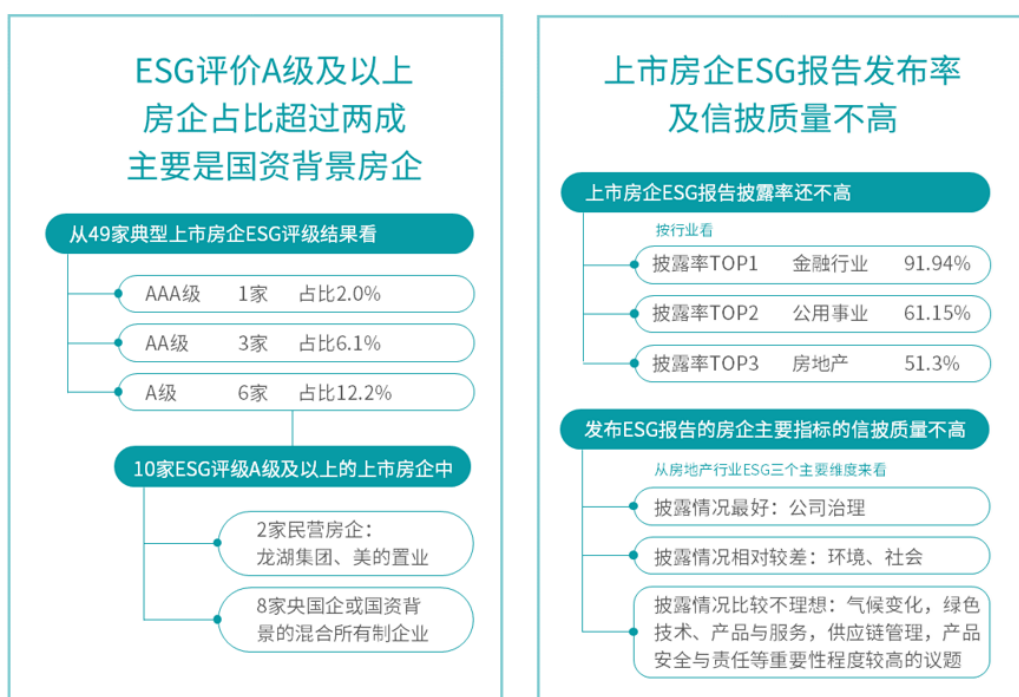 ESG评价A级及以上
房企占比超过两成
主要是国资背景房企
从49家典型上市房企ESG评级结果看
AAA级 1家 占比2.0%
AA级 3家 占比6.1%
A级 6家 占比12.2%
10家ESG评级A级及以上的上市房企中
2家民营房企：
龙湖集团、美的置业
8家央国企或国资背
景的混合所有制企业
上市房企ESG报告发布率
及信披质量不高
上市房企ESG报告披露率还不高
按行业看
披露率TOP1 金融行业 91.94%
披露率TOP2 公用事业 61.15%
披露率TOP3 房地产 51.3%
发布ESG报告的房企主要指标的信披质量不高
从房地产行业ESG三个主要维度来看
披露情况最好：公司治理
披露情况相对较差：环境、社会
披露情况比较不理想：气候变化，绿色
技术、产品与服务，供应链管理，产品
安全与责任等重要性程度较高的议题